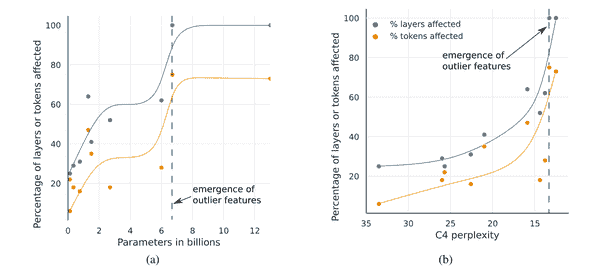 Percentage of layers or tokens affected
100
80
60
40
20
0
2
4
6
8
10
12
emergence of
outlier features
Parameters in billions
(a)
% layers affected
% tokens affected
emergence of
outlier features
Percentage of layers or tokens affected
100
80
60
40
20
35
30
25
20
15
C4 perplexity
(b)